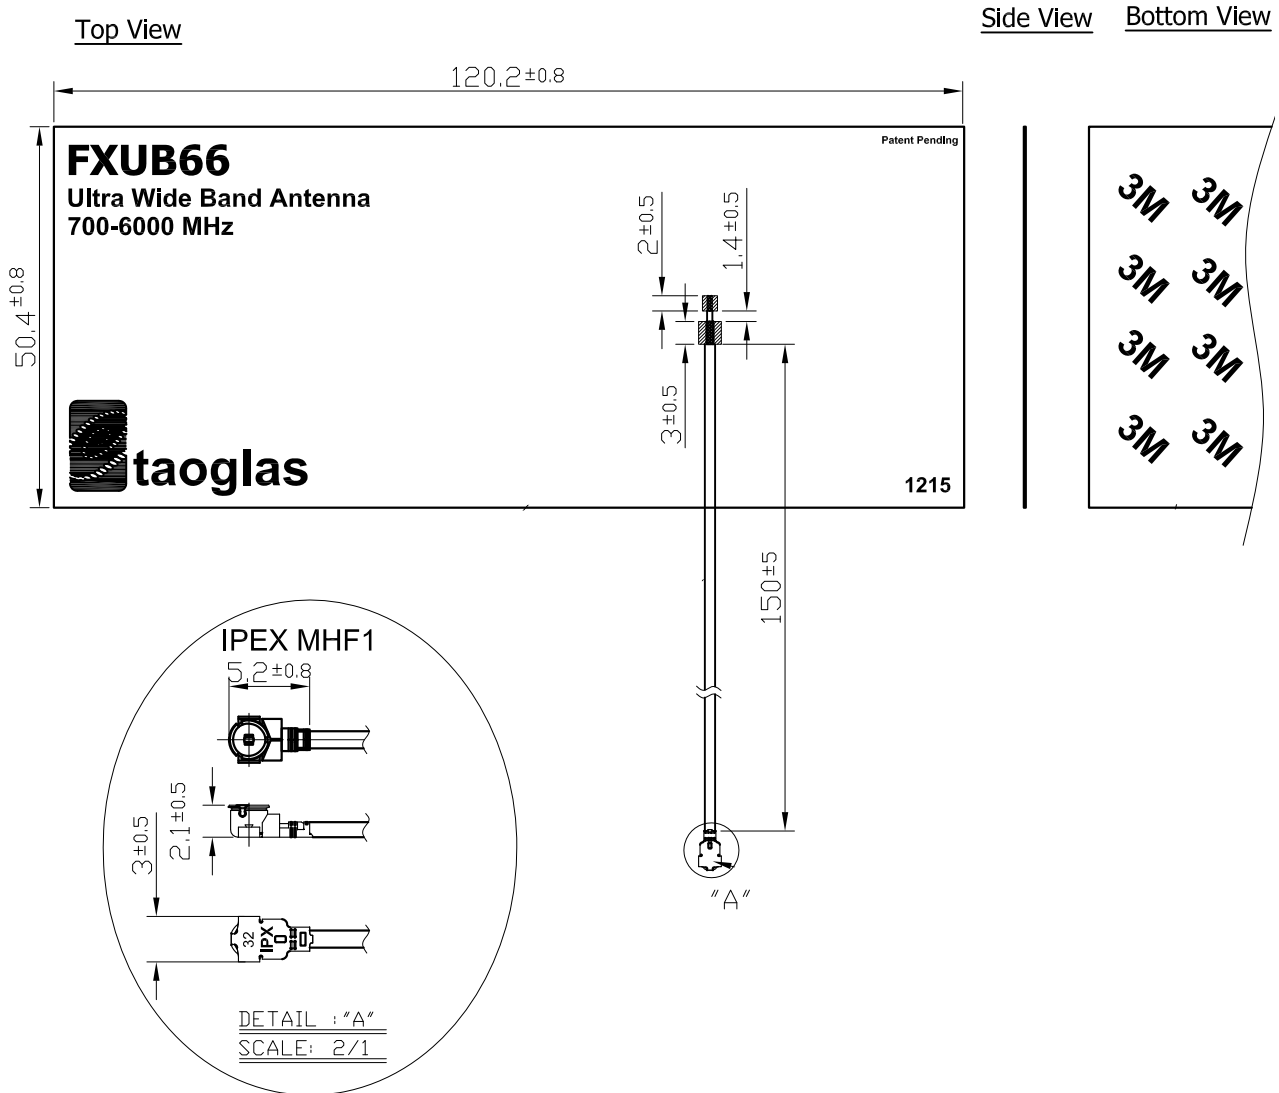 Top View
Side View
Bottom View
120.2±0.8
Patent Pending
FXUB66
Ultra Wide Band Antenna
700-6000 MHz
50.4±0.8
2±0.5
1.4±0.5
3±0.5
150±5
taoglas
1215
3M 3M
3M 3M
3M 3M
3M 3M
"A"
IPEX MHF1
5.2±0.8
2.1±0.5
3±0.5
32
IPX
DETAIL :"A"
SCALE: 2/1